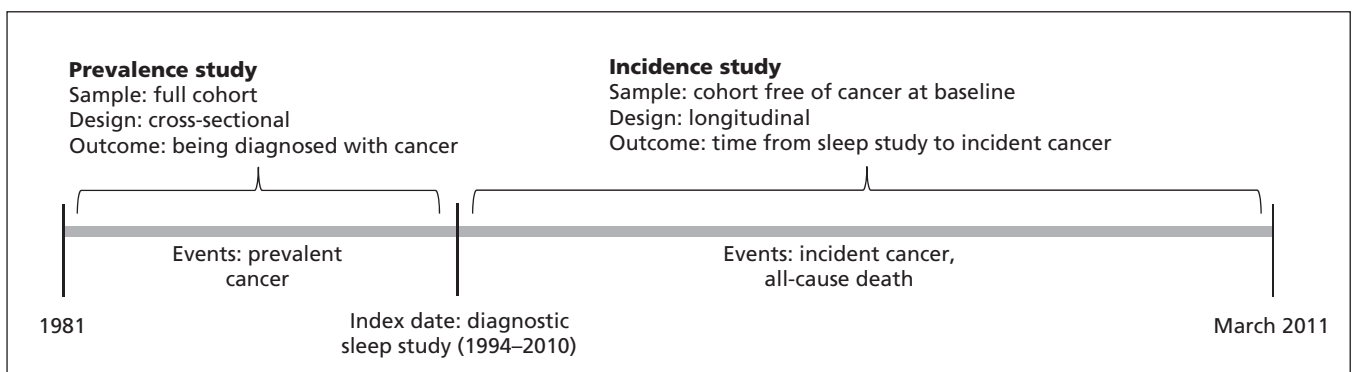 Prevalence study
Sample: full cohort
Design: cross-sectional
Outcome: being diagnosed with cancer
Incidence study
Sample: cohort free of cancer at baseline
Design: longitudinal
Outcome: time from sleep study to incident cancer
Events: prevalent
cancer
Events: incident cancer,
all-cause death
1981
Index date: diagnostic
sleep study (1994–2010)
March 2011